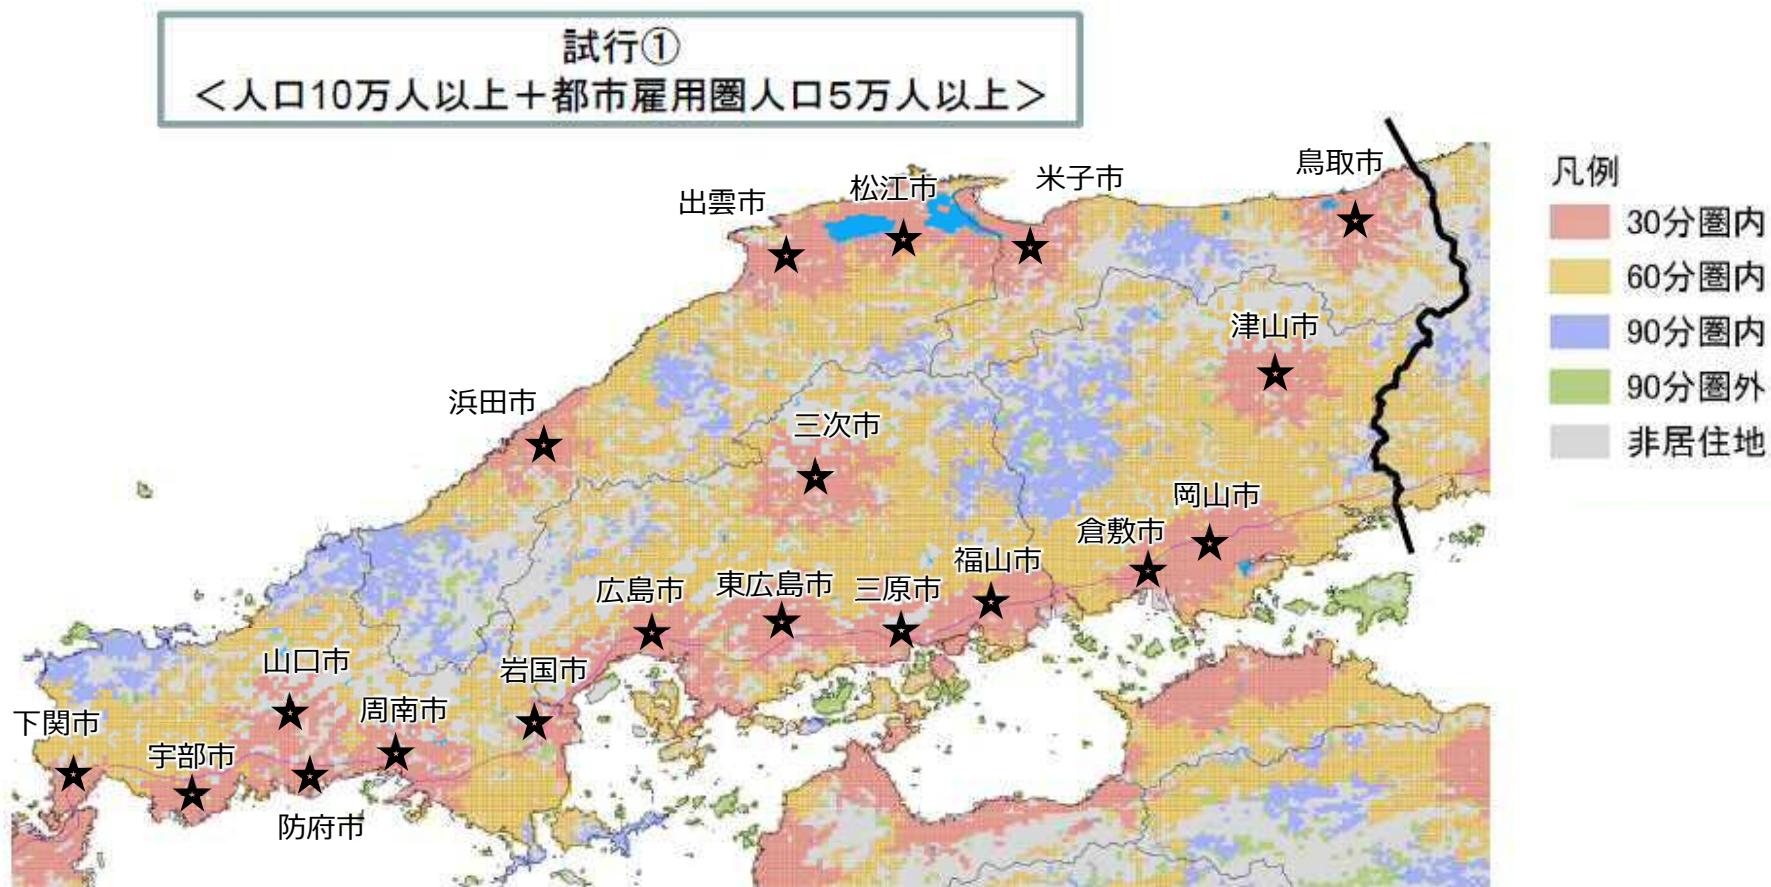 試行①
＜人口10万人以上＋都市雇用圏人口5万人以上＞
凡例
30分圏内
60分圏内
90分圏内
90分圏外
非居住地
鳥取市
米子市
松江市
出雲市
津山市
浜田市
三次市
岡山市
倉敷市
福山市
三原市
東広島市
広島市
岩国市
山口市
周南市
下関市
宇部市
防府市